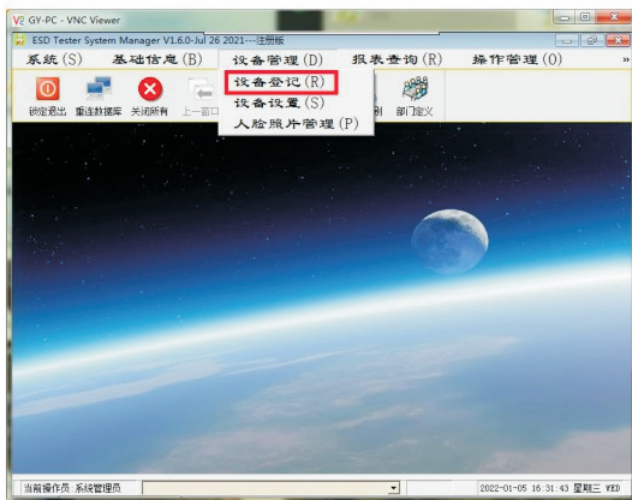 GY-PC - VNC Viewer
ESD Tester System Manager V1.6.0-Jul 26 2021---注册版
系统(S) 基础信息(B) 设备管理(D) 报表查询(R) 操作管理(O) »
设备登记(R)
设备设置(S)
人脸照片管理(P)
锁定退出 重连数据库 关闭所有 上一窗口 部门定义
当前操作员:系统管理员 2022-01-05 16:31:43 星期三 WED